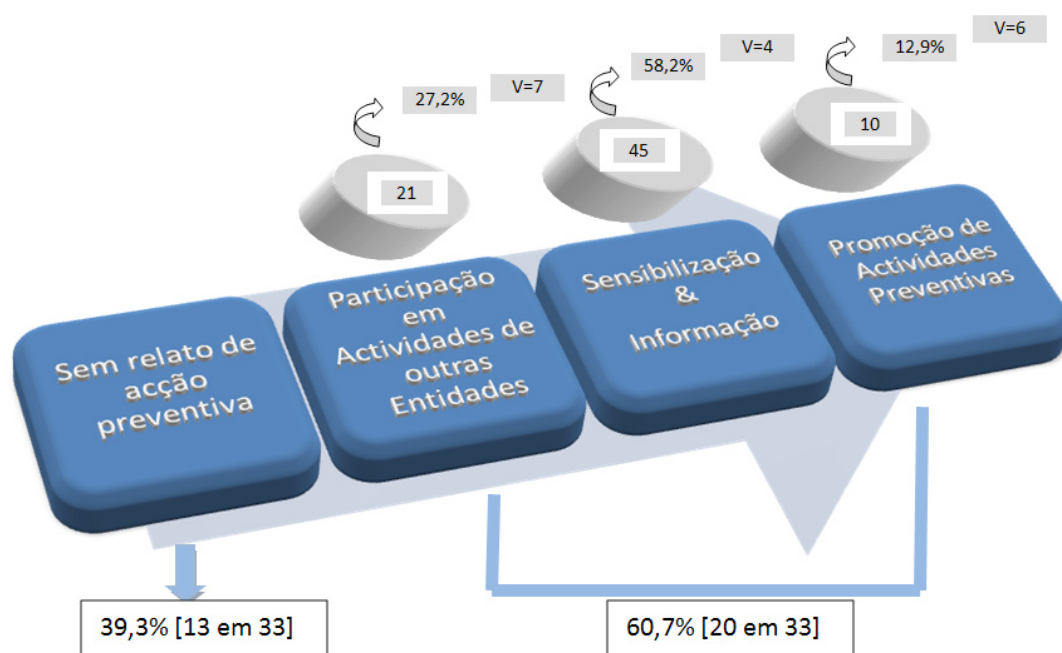 V=6
V=4
12,9%
58,2%
V=7
27,2%
10
45
21
Sem relato de
acção
preventiva
Participação
em
Actividades de
outras
Entidades
Sensibilização
&
Informação
Promoção de
Actividades
Preventivas
39,3% [13 em 33]
60,7% [20 em 33]